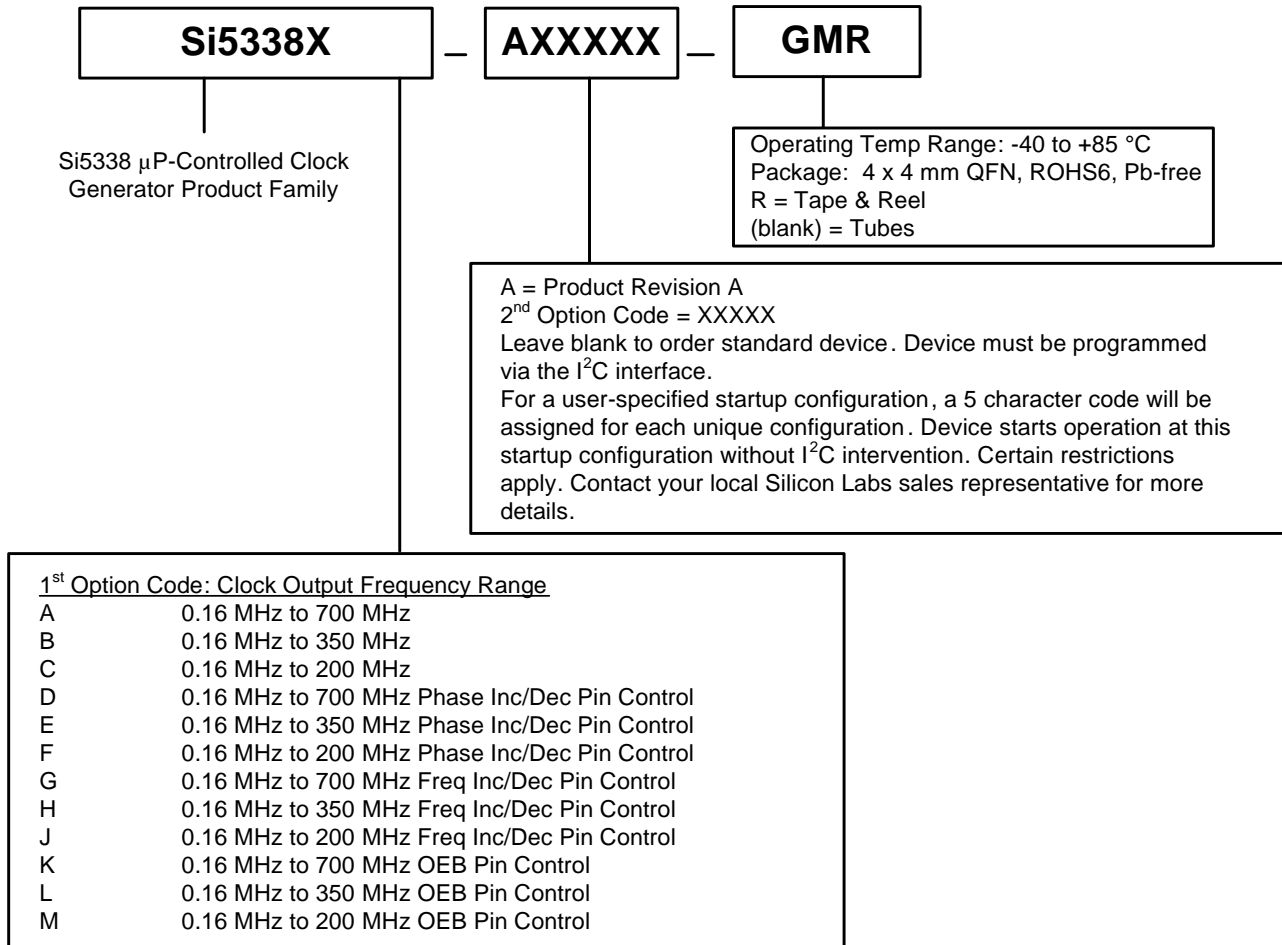 Si5338X – AXXXXX – GMR
Si5338 μP-Controlled Clock
Generator Product Family
Operating Temp Range: -40 to +85 °C
Package: 4 x 4 mm QFN, ROHS6, Pb-free
R = Tape & Reel
(blank) = Tubes
A = Product Revision A
2nd Option Code = XXXXX
Leave blank to order standard device. Device must be programmed
via the I2C interface.
For a user-specified startup configuration, a 5 character code will be
assigned for each unique configuration. Device starts operation at this
startup configuration without I2C intervention. Certain restrictions
apply. Contact your local Silicon Labs sales representative for more
details.
1st Option Code: Clock Output Frequency Range
A 0.16 MHz to 700 MHz
B 0.16 MHz to 350 MHz
C 0.16 MHz to 200 MHz
D 0.16 MHz to 700 MHz Phase Inc/Dec Pin Control
E 0.16 MHz to 350 MHz Phase Inc/Dec Pin Control
F 0.16 MHz to 200 MHz Phase Inc/Dec Pin Control
G 0.16 MHz to 700 MHz Freq Inc/Dec Pin Control
H 0.16 MHz to 350 MHz Freq Inc/Dec Pin Control
J 0.16 MHz to 200 MHz Freq Inc/Dec Pin Control
K 0.16 MHz to 700 MHz OEB Pin Control
L 0.16 MHz to 350 MHz OEB Pin Control
M 0.16 MHz to 200 MHz OEB Pin Control